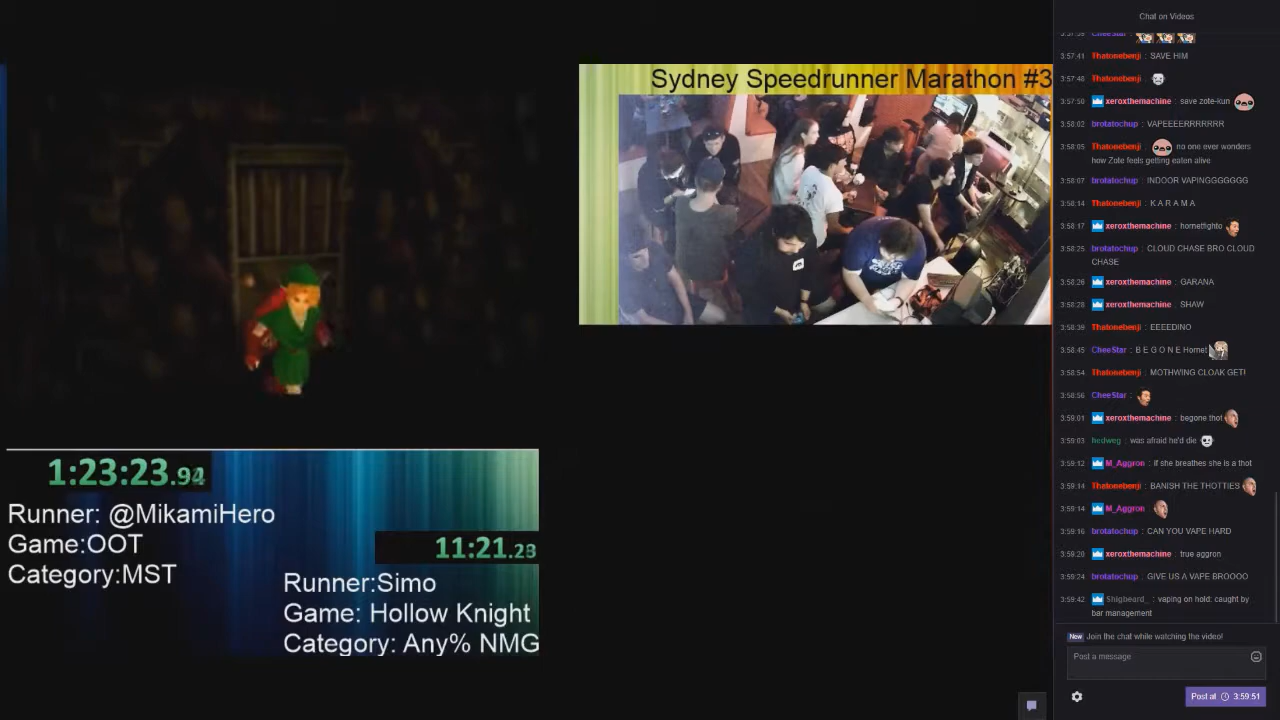 Sydney Speedrunner Marathon #3
1:23:23.94
Runner: @MikamiHero
Game:OOT
Category:MST
11:21.23
Runner:Simo
Game: Hollow Knight
Category: Any% NMG
Chat on Videos
CheeStar :
3:57:41 Thatonebenji : SAVE HIM
3:57:48 Thatonebenji :
3:57:50 xeroxthemachine : save zote-kun
3:58:02 brotatochup : VAPEEEERRRRRRR
3:58:05 Thatonebenji : no one ever wonders
how Zote feels getting eaten alive
3:58:07 brotatochup : INDOOR VAPINGGGGGGG
3:58:14 Thatonebenji : K A R A M A
3:58:17 xeroxthemachine : hornetfighto
3:58:25 brotatochup : CLOUD CHASE BRO CLOUD
CHASE
3:58:26 xeroxthemachine : GARANA
3:58:28 xeroxthemachine : SHAW
3:58:39 Thatonebenji : EEEEDINO
3:58:45 CheeStar : B E G O N E Hornet
3:58:54 Thatonebenji : MOTHWING CLOAK GET!
3:58:56 CheeStar :
3:59:01 xeroxthemachine : begone thot
3:59:03 hedweg : was afraid he'd die
3:59:12 M_Aggron : if she breathes she is a thot
3:59:14 Thatonebenji : BANISH THE THOTTIES
3:59:14 M_Aggron :
3:59:16 brotatochup : CAN YOU VAPE HARD
3:59:20 xeroxthemachine : true aggron
3:59:24 brotatochup : GIVE US A VAPE BROOOO
3:59:42 Shigbeard_ : vaping on hold: caught by
bar management
New Join the chat while watching the video!
Post a message
Post at 3:59:51